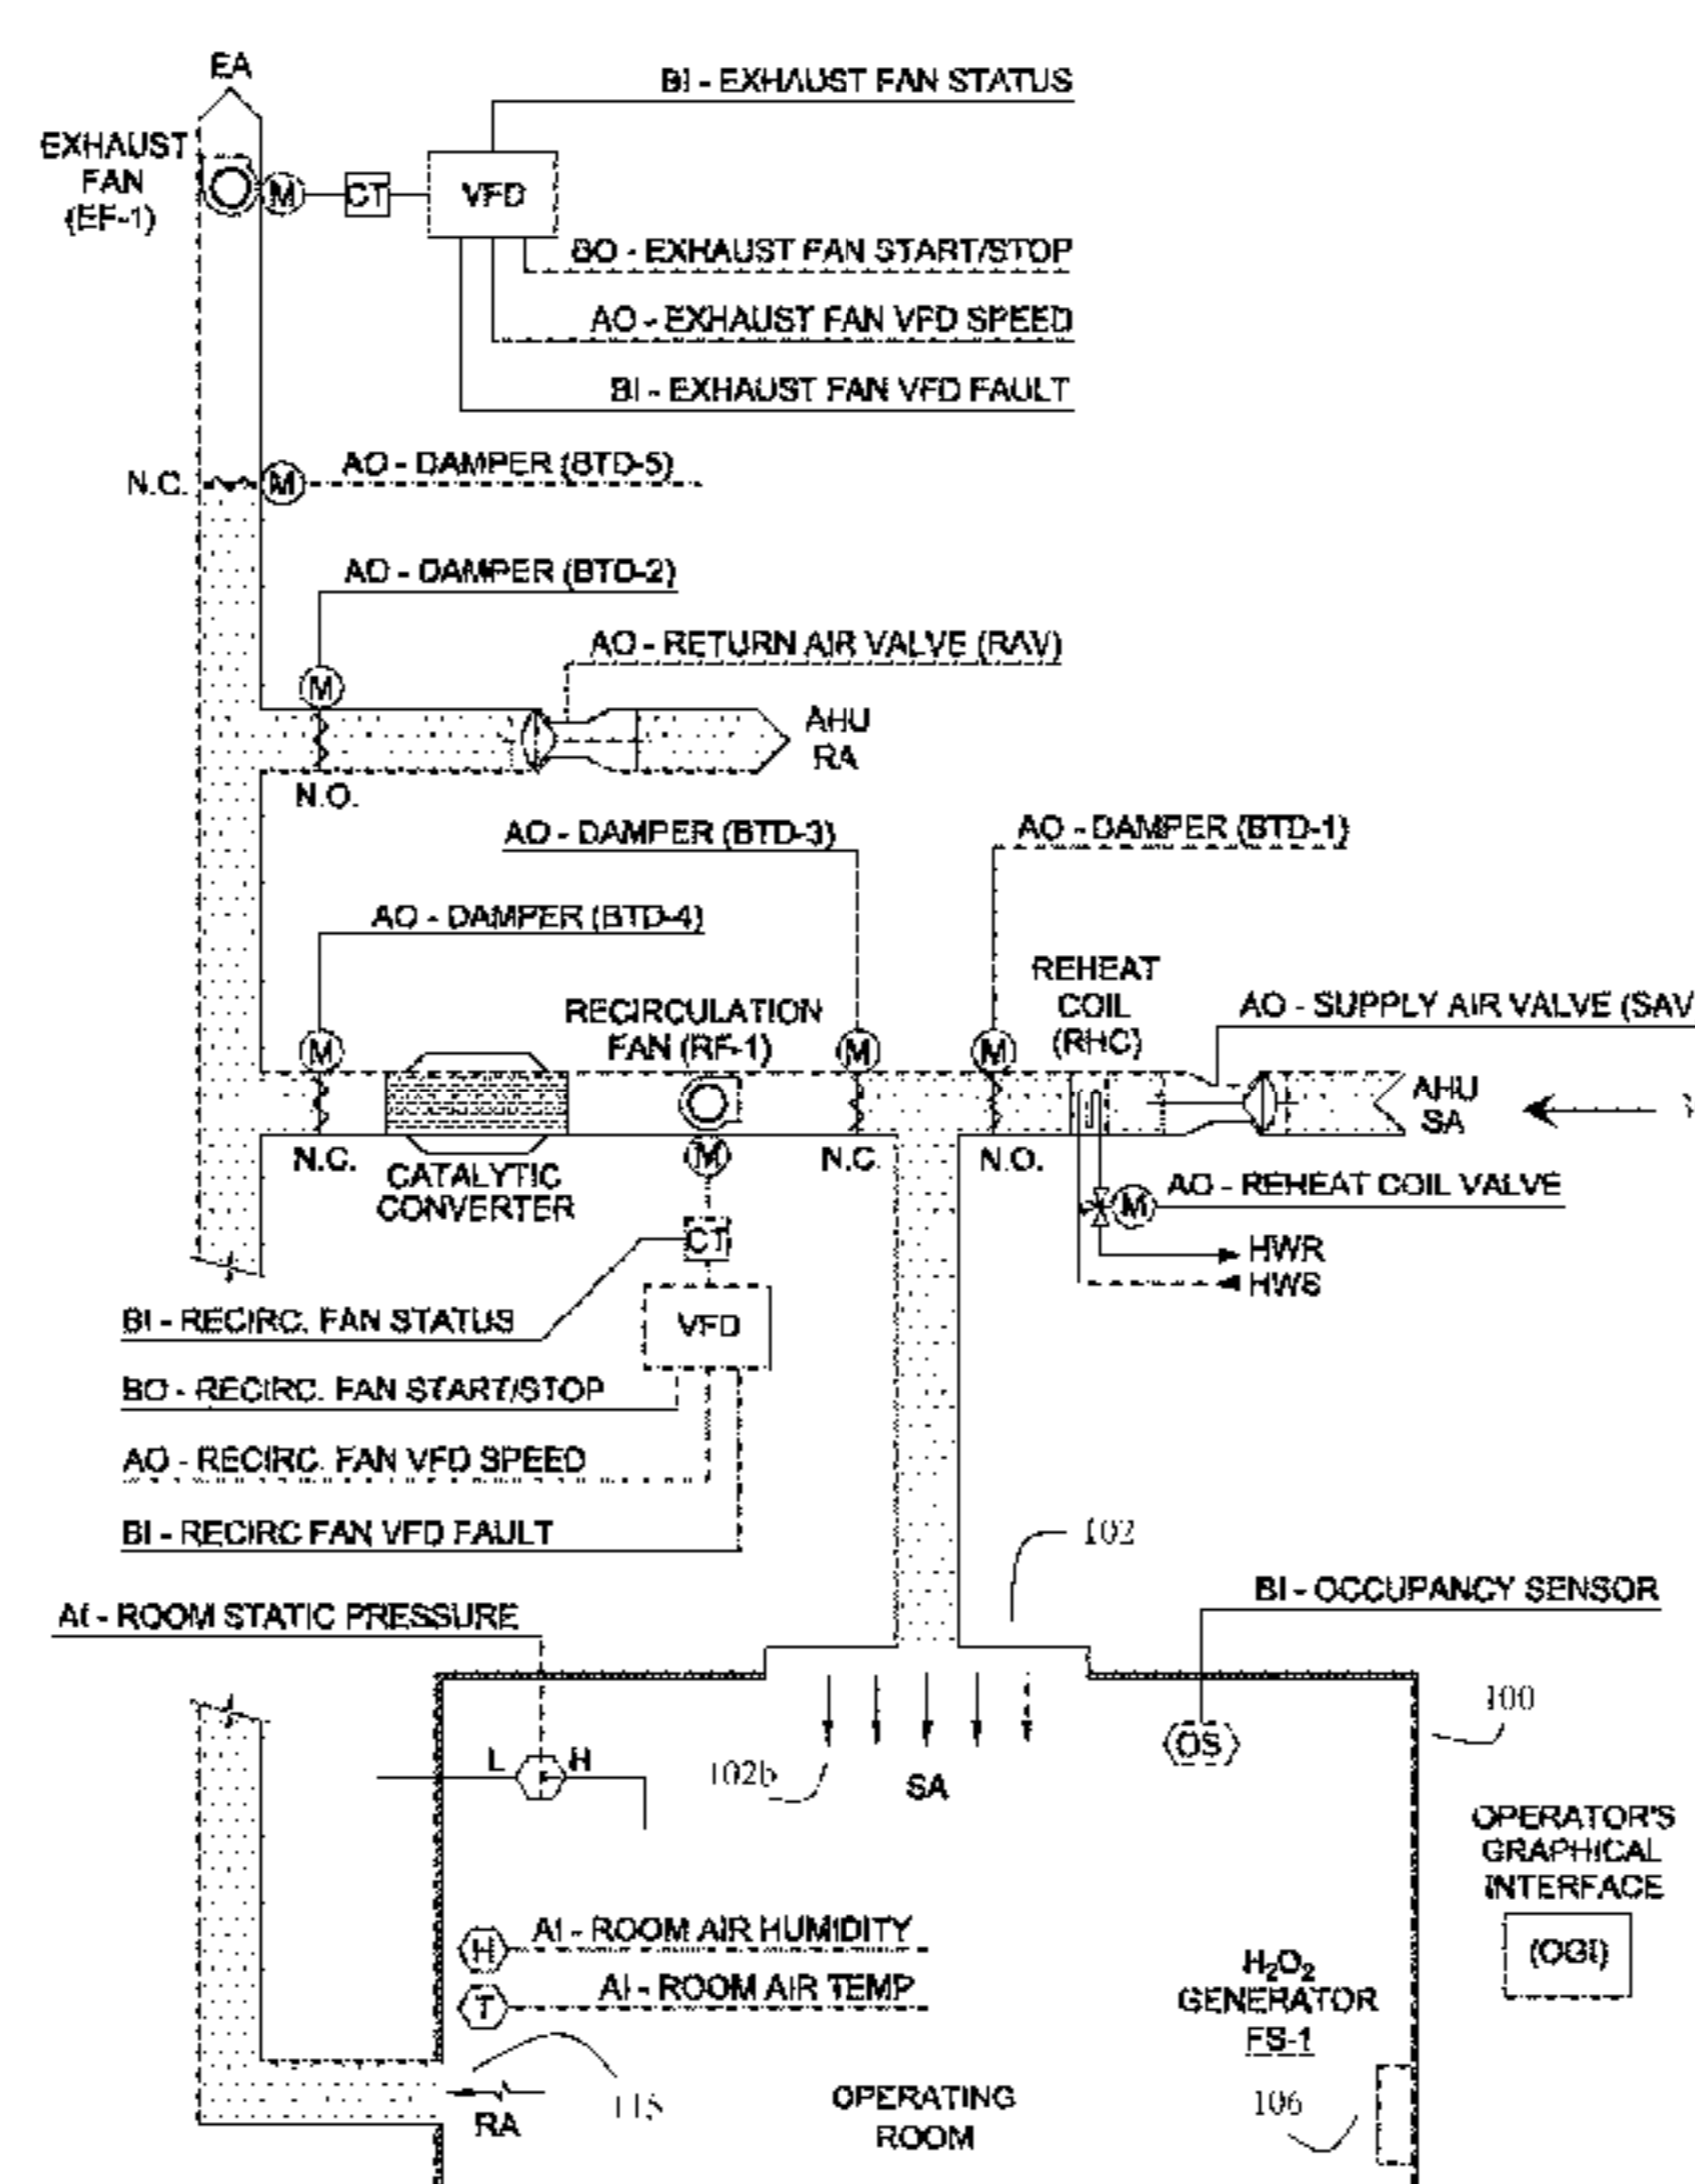 EA
BI - EXHAUST FAN STATUS
EXHAUST
FAN
(EF-1)
M
CT
VFD
BO - EXHAUST FAN START/STOP
AO - EXHAUST FAN VFD SPEED
BI - EXHAUST FAN VFD FAULT
N.C.
M
AO - DAMPER (BTD-5)
AO - DAMPER (BTD-2)
AO - RETURN AIR VALVE (RAV)
M
AHU
RA
N.O.
AO - DAMPER (BTD-3)
AO - DAMPER (BTD-1)
AO - DAMPER (BTD-4)
REHEAT
COIL
(RHC)
AO - SUPPLY AIR VALVE (SAV
RECIRCULATION
FAN (RF-1)
M
M
M
AHU
SA
N.C.
CATALYTIC
CONVERTER
M
N.C.
N.O.
M
AO - REHEAT COIL VALVE
CT
HWR
HWS
BI - RECIRC. FAN STATUS
VFD
BO - RECIRC. FAN START/STOP
AO - RECIRC. FAN VFD SPEED
BI - RECIRC FAN VFD FAULT
102
BI - OCCUPANCY SENSOR
AI - ROOM STATIC PRESSURE
100
L
H
102b
SA
OS
OPERATOR'S
GRAPHICAL
INTERFACE
(OGI)
H
AI - ROOM AIR HUMIDITY
T
AI - ROOM AIR TEMP
H₂O₂
GENERATOR
FS-1
RA
115
OPERATING
ROOM
106